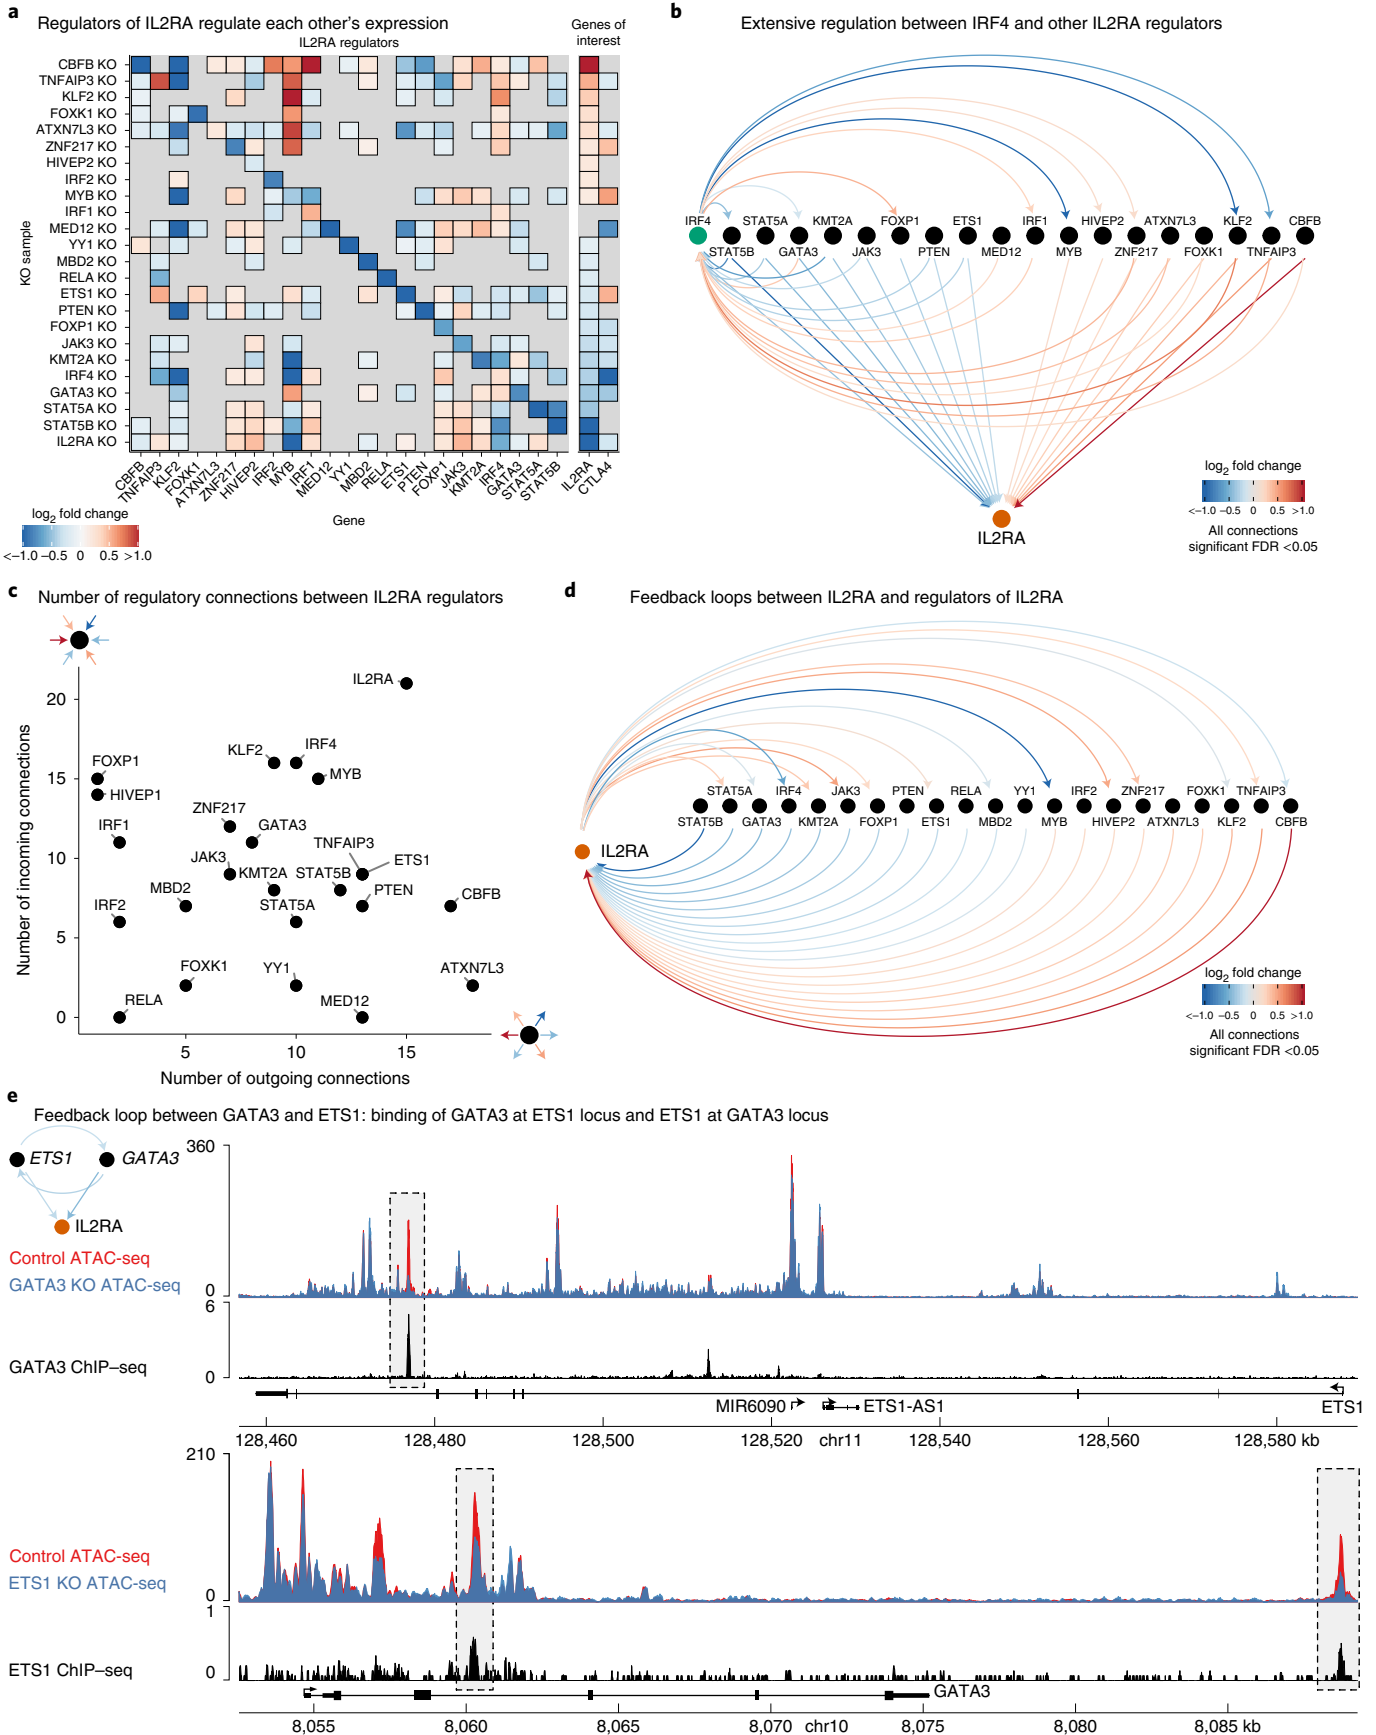 a
Regulators of IL2RA regulate each other's expression
IL2RA regulators
Genes of
interest
KO sample
CBFB KO
TNFAIP3 KO
KLF2 KO
FOXK1 KO
ATXN7L3 KO
ZNF217 KO
HIVEP2 KO
IRF2 KO
MYB KO
IRF1 KO
MED12 KO
YY1 KO
MBD2 KO
RELA KO
ETS1 KO
PTEN KO
FOXP1 KO
JAK3 KO
KMT2A KO
IRF4 KO
GATA3 KO
STAT5A KO
STAT5B KO
IL2RA KO
CBFB
TNFAIP3
KLF2
FOXK1
ATXN7L3
ZNF217
HIVEP2
IRF2
MYB
IRF1
MED12
YY1
MBD2
RELA
ETS1
PTEN
FOXP1
JAK3
KMT2A
IRF4
GATA3
STAT5A
STAT5B
IL2RA
CTLA4
Gene
log2 fold change
<–1.0 –0.5 0 0.5 >1.0
b
Extensive regulation between IRF4 and other IL2RA regulators
IRF4 STAT5A KMT2A FOXP1 ETS1 IRF1 HIVEP2 ATXN7L3 KLF2 CBFB
STAT5B GATA3 JAK3 PTEN MED12 MYB ZNF217 FOXK1 TNFAIP3
IL2RA
log2 fold change
<–1.0 –0.5 0 0.5 >1.0
All connections
significant FDR <0.05
c
Number of regulatory connections between IL2RA regulators
Number of incoming connections
20
15
10
5
0
IL2RA
KLF2
IRF4
MYB
FOXP1
HIVEP1
ZNF217
GATA3
IRF1
TNFAIP3
ETS1
JAK3
KMT2A
STAT5B
PTEN
MBD2
STAT5A
CBFB
IRF2
FOXK1
YY1
ATXN7L3
RELA
MED12
5 10 15
Number of outgoing connections
d
Feedback loops between IL2RA and regulators of IL2RA
STAT5A IRF4 JAK3 PTEN RELA YY1 IRF2 ZNF217 FOXK1 TNFAIP3
STAT5B GATA3 KMT2A FOXP1 ETS1 MBD2 MYB HIVEP2 ATXN7L3 KLF2 CBFB
IL2RA
log2 fold change
<–1.0 –0.5 0 0.5 >1.0
All connections
significant FDR <0.05
e
Feedback loop between GATA3 and ETS1: binding of GATA3 at ETS1 locus and ETS1 at GATA3 locus
ETS1 GATA3
IL2RA
Control ATAC-seq
GATA3 KO ATAC-seq
360
0
6
GATA3 ChIP–seq
0
MIR6090 ETS1-AS1 ETS1
128,460 128,480 128,500 128,520 chr11 128,540 128,560 128,580 kb
210
Control ATAC-seq
ETS1 KO ATAC-seq
0
1
ETS1 ChIP–seq
0
GATA3
8,055 8,060 8,065 8,070 chr10 8,075 8,080 8,085 kb